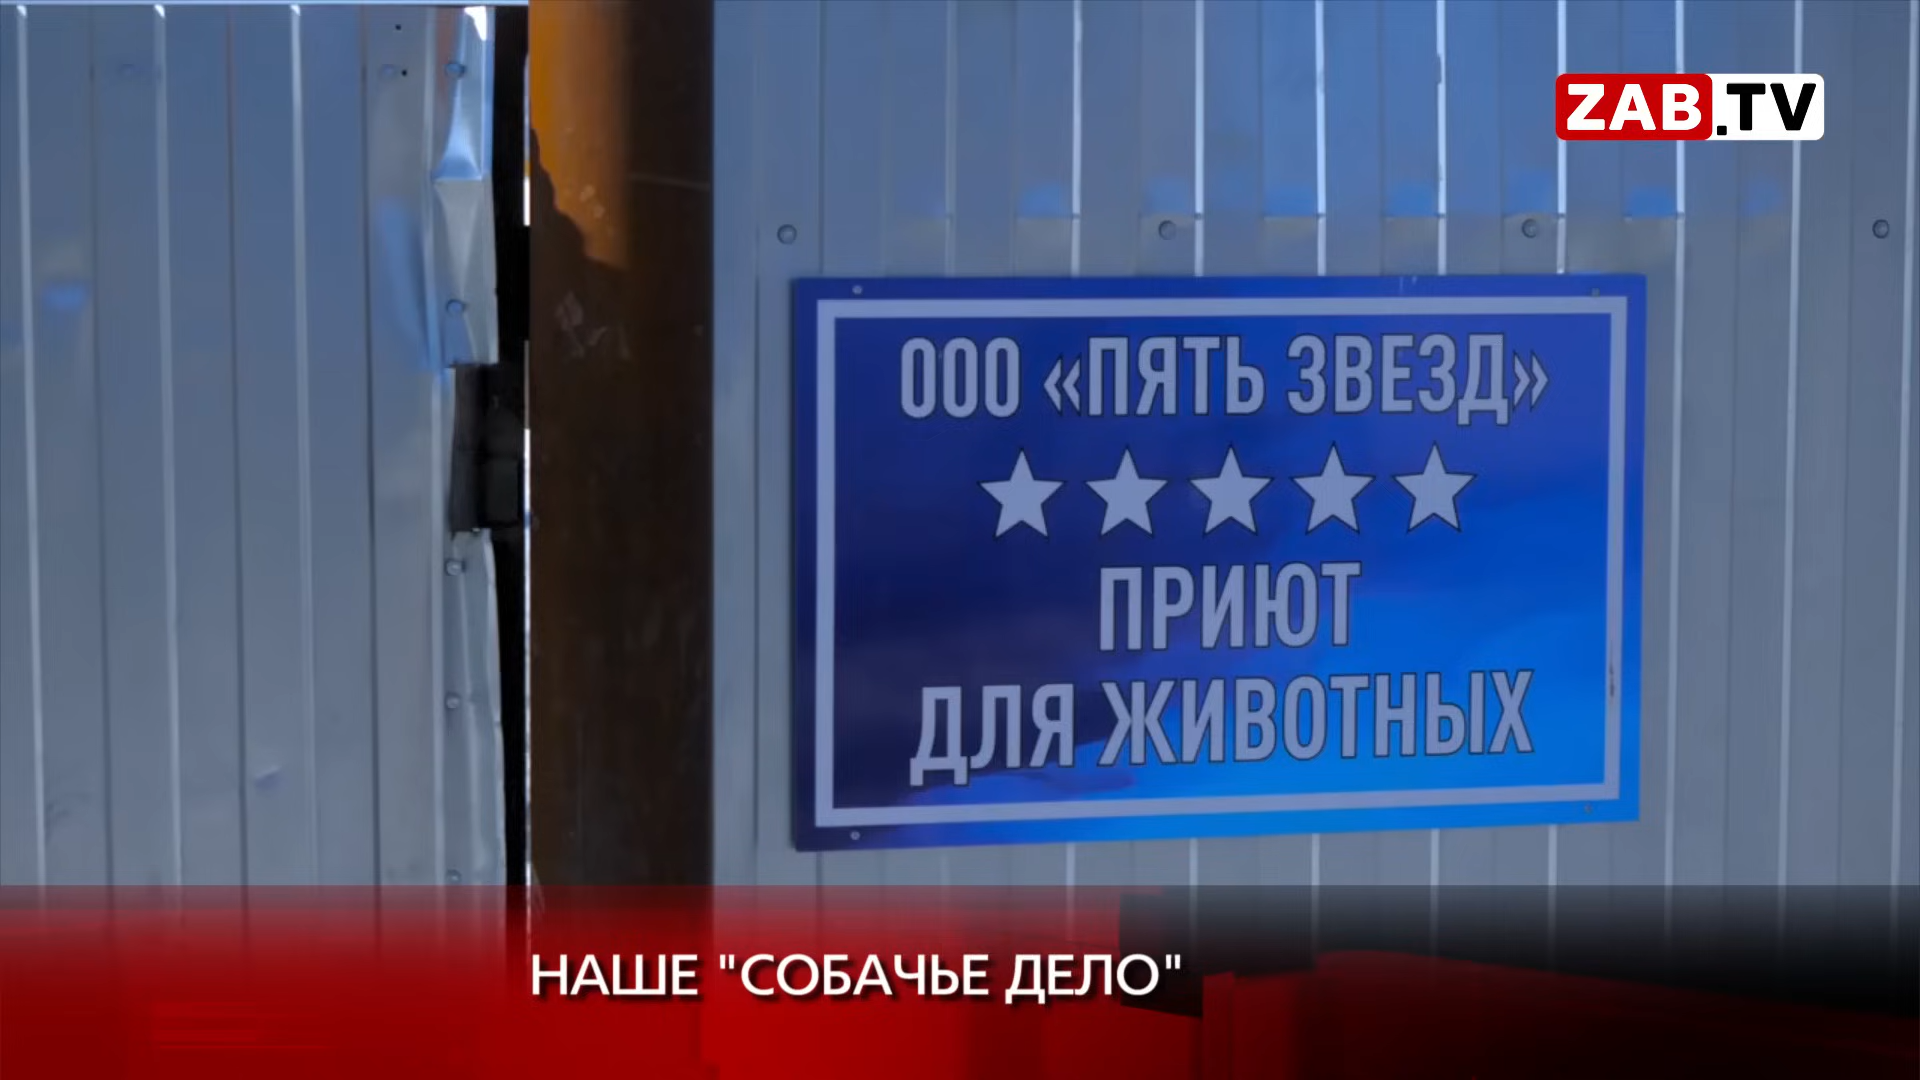 ZAB.TV
ООО «ПЯТЬ ЗВЕЗД»
ПРИЮТ
ДЛЯ ЖИВОТНЫХ
НАШЕ "СОБАЧЬЕ ДЕЛО"